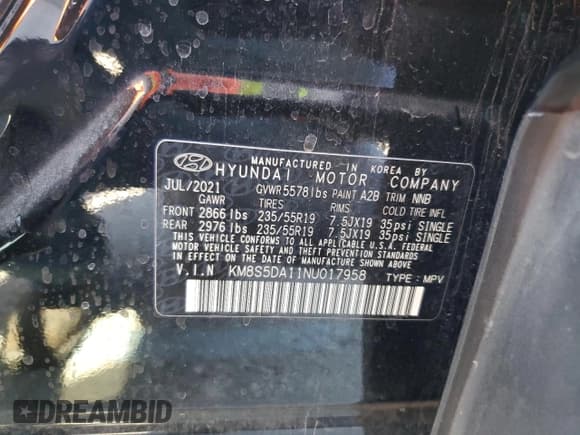 MANUFACTURED IN KOREA BY
HYUNDAI MOTOR COMPANY
JUL/2021 GVWR 5578lbs PAINT A2B TRIM NNB
GAWR TIRES RIMS COLD TIRE INFL
FRONT 2866lbs 235/55R19 7.5JX19 35psi SINGLE
REAR 2976lbs 235/55R19 7.5JX19 35psi SINGLE
THIS VEHICLE CONFORMS TO ALL APPLICABLE U.S.A FEDERAL
MOTOR VEHICLE SAFETY AND THEFT PREVENTION STANDARDS
IN EFFECT ON THE DATE OF MANUFACTURE SHOWN ABOVE
V.I.N KM8S5DA11NU017958 TYPE : MPV
DREAMBID